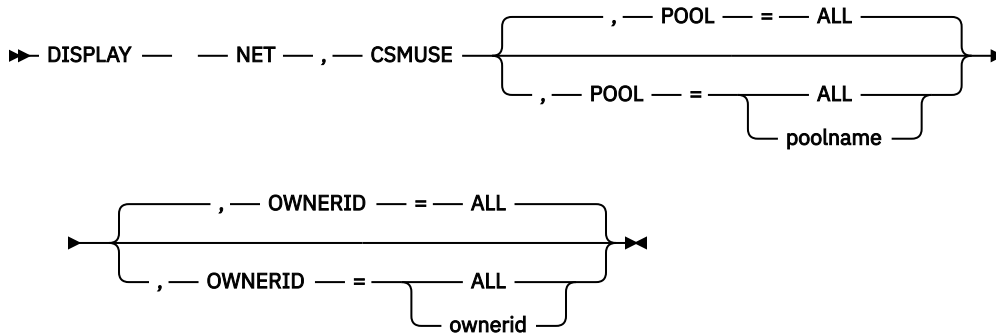 , POOL = ALL
DISPLAY NET , CSMUSE
, POOL = ALL
poolname
, OWNERID = ALL
, OWNERID = ALL
ownerid